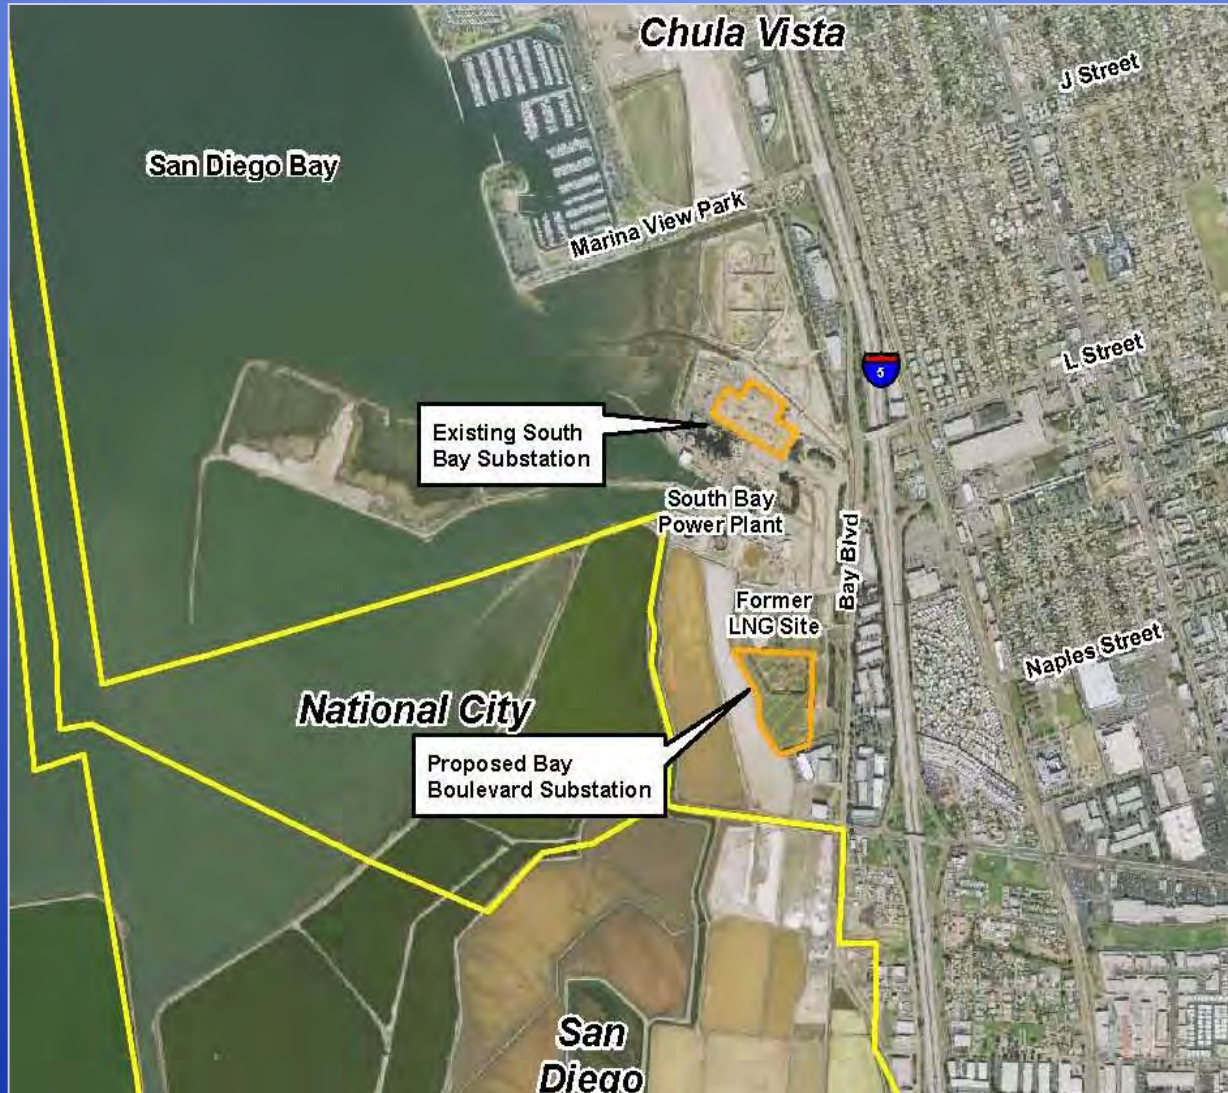 Chula Vista
J Street
San Diego Bay
Marina View Park
L Street
5
Existing South
Bay Substation
South Bay
Power Plant
Bay Blvd
Former
LNG Site
Naples Street
National City
Proposed Bay
Boulevard Substation
San
Diego